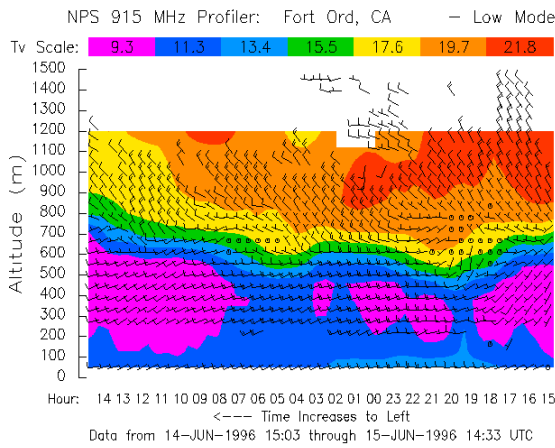 NPS 915 MHz Profiler: Fort Ord, CA — Low Mode
Tv Scale: 9.3 11.3 13.4 15.5 17.6 19.7 21.8
1500
1400
1300
1200
1100
1000
900
800
700
600
500
400
300
200
100
0
Altitude (m)
Hour: 14 13 12 11 10 09 08 07 06 05 04 03 02 01 00 23 22 21 20 19 18 17 16 15
<--- Time Increases to Left
Data from 14-JUN-1996 15:03 through 15-JUN-1996 14:33 UTC